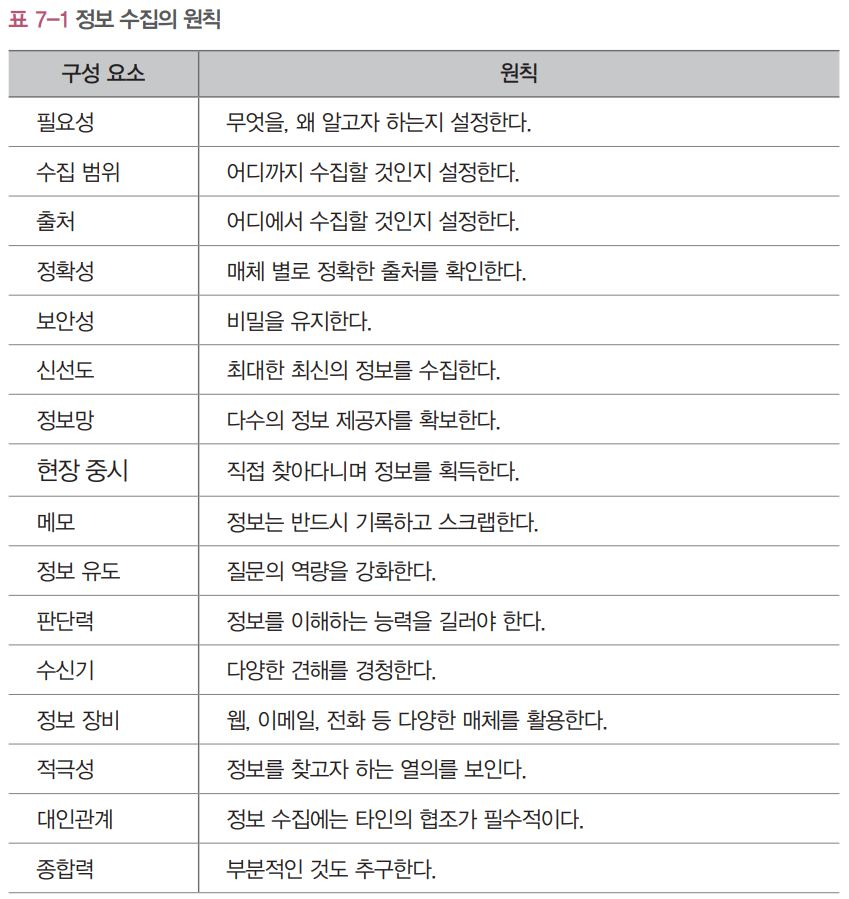 표 7-1 정보 수집의 원칙
구성 요소 원칙
필요성 무엇을, 왜 알고자 하는지 설정한다.
수집 범위 어디까지 수집할 것인지 설정한다.
출처 어디에서 수집할 것인지 설정한다.
정확성 매체 별로 정확한 출처를 확인한다.
보안성 비밀을 유지한다.
신선도 최대한 최신의 정보를 수집한다.
정보망 다수의 정보 제공자를 확보한다.
현장 중시 직접 찾아다니며 정보를 획득한다.
메모 정보는 반드시 기록하고 스크랩한다.
정보 유도 질문의 역량을 강화한다.
판단력 정보를 이해하는 능력을 길러야 한다.
수신기 다양한 견해를 경청한다.
정보 장비 웹, 이메일, 전화 등 다양한 매체를 활용한다.
적극성 정보를 찾고자 하는 열의를 보인다.
대인관계 정보 수집에는 타인의 협조가 필수적이다.
종합력 부분적인 것도 추구한다.